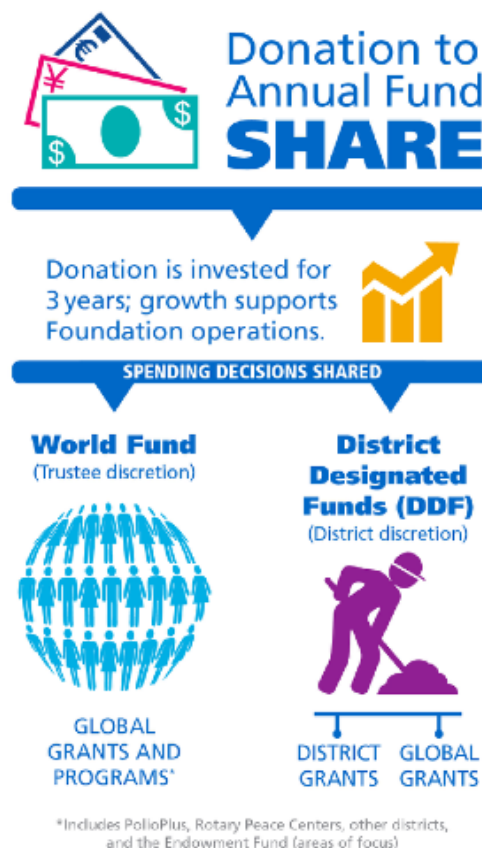 Donation to
Annual Fund
SHARE
Donation is invested for
3 years; growth supports
Foundation operations.
SPENDING DECISIONS SHARED
World Fund
(Trustee discretion)
District
Designated
Funds (DDF)
(District discretion)
GLOBAL
GRANTS AND
PROGRAMS*
DISTRICT
GRANTS
GLOBAL
GRANTS
*Includes PolioPlus, Rotary Peace Centers, other districts,
and the Endowment Fund (areas of focus)